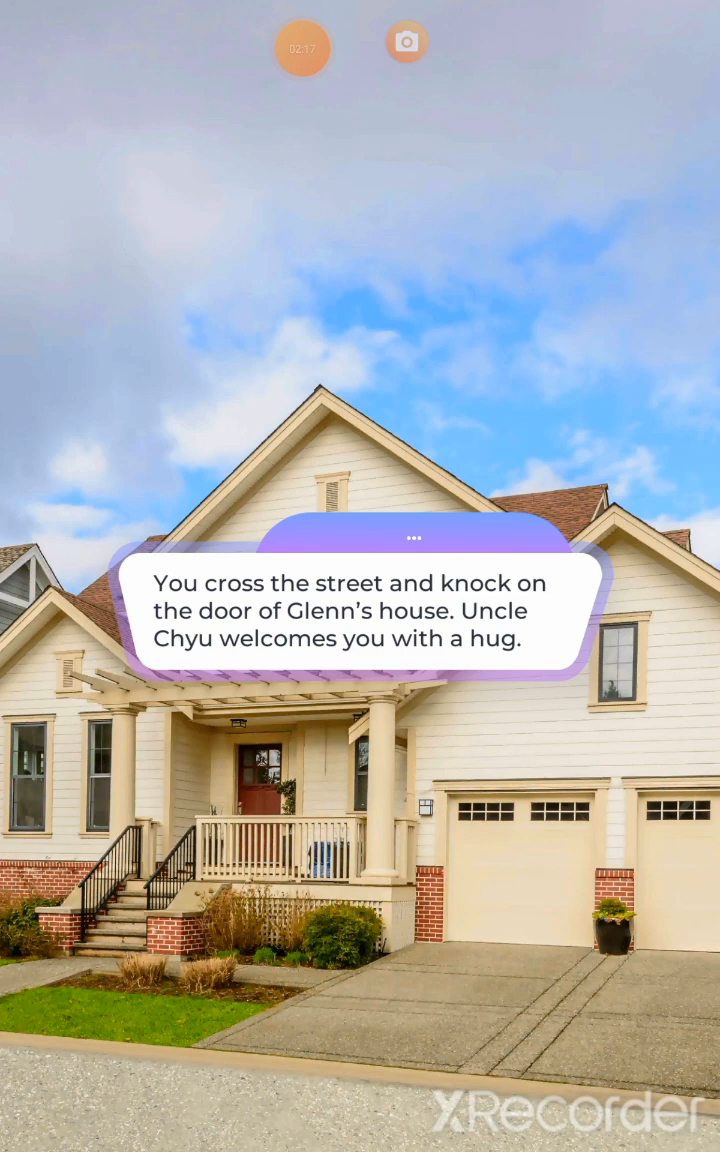 02:17
...
You cross the street and knock on
the door of Glenn’s house. Uncle
Chyu welcomes you with a hug.
XRecorder